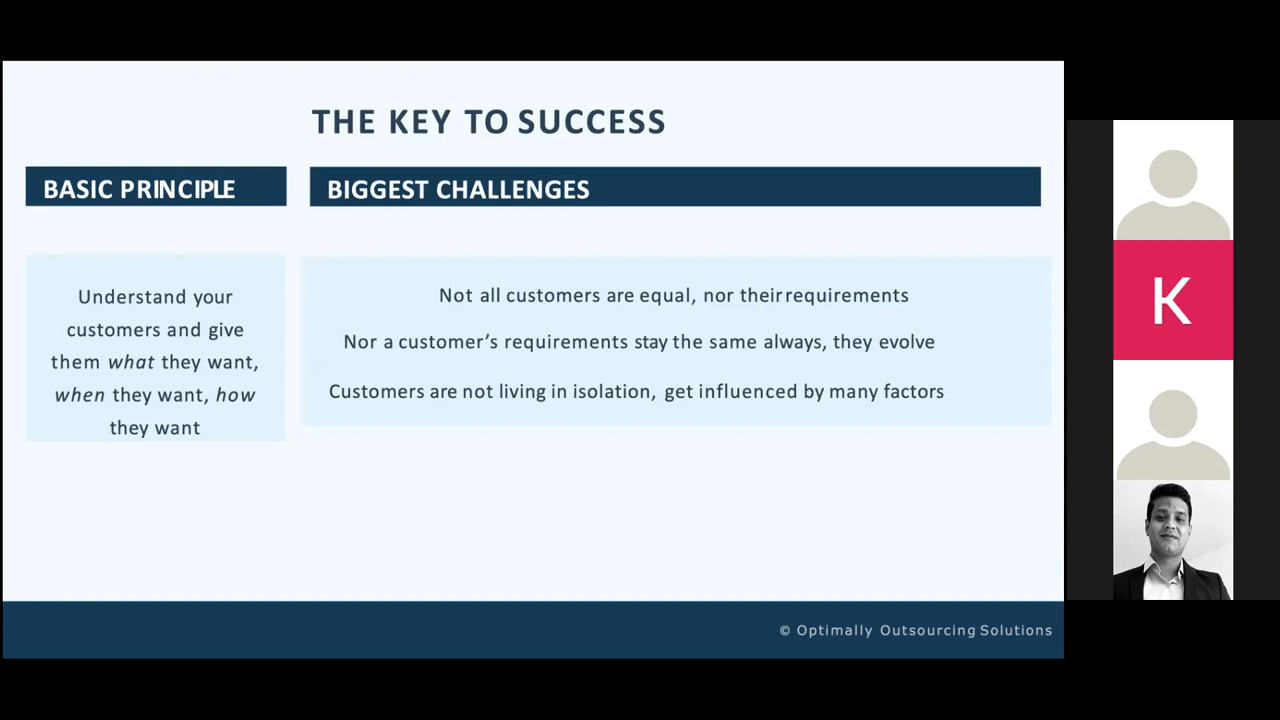 THE KEY TO SUCCESS
BASIC PRINCIPLE
BIGGEST CHALLENGES
Understand your
customers and give
them what they want,
when they want, how
they want
Not all customers are equal, nor their requirements
Nor a customer’s requirements stay the same always, they evolve
Customers are not living in isolation, get influenced by many factors
© Optimally Outsourcing Solutions
K